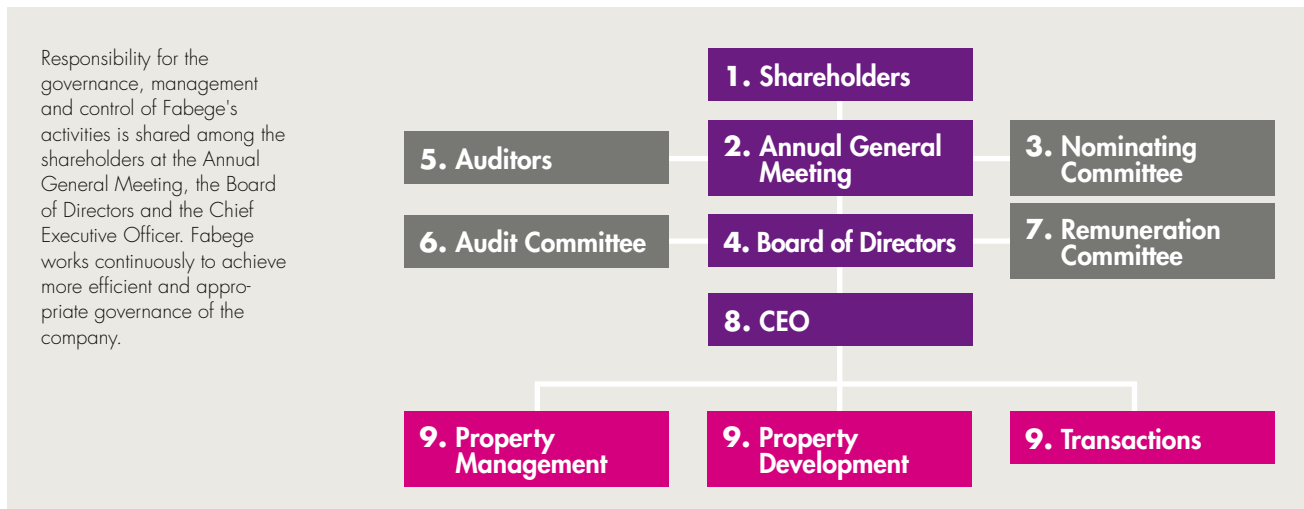 Responsibility for the
governance, management
and control of Fabege's
activities is shared among the
shareholders at the Annual
General Meeting, the Board
of Directors and the Chief
Executive Officer. Fabege
works continuously to achieve
more efficient and appro-
priate governance of the
company.
1. Shareholders
5. Auditors
2. Annual General
Meeting
3. Nominating
Committee
6. Audit Committee
4. Board of Directors
7. Remuneration
Committee
8. CEO
9. Property
Management
9. Property
Development
9. Transactions